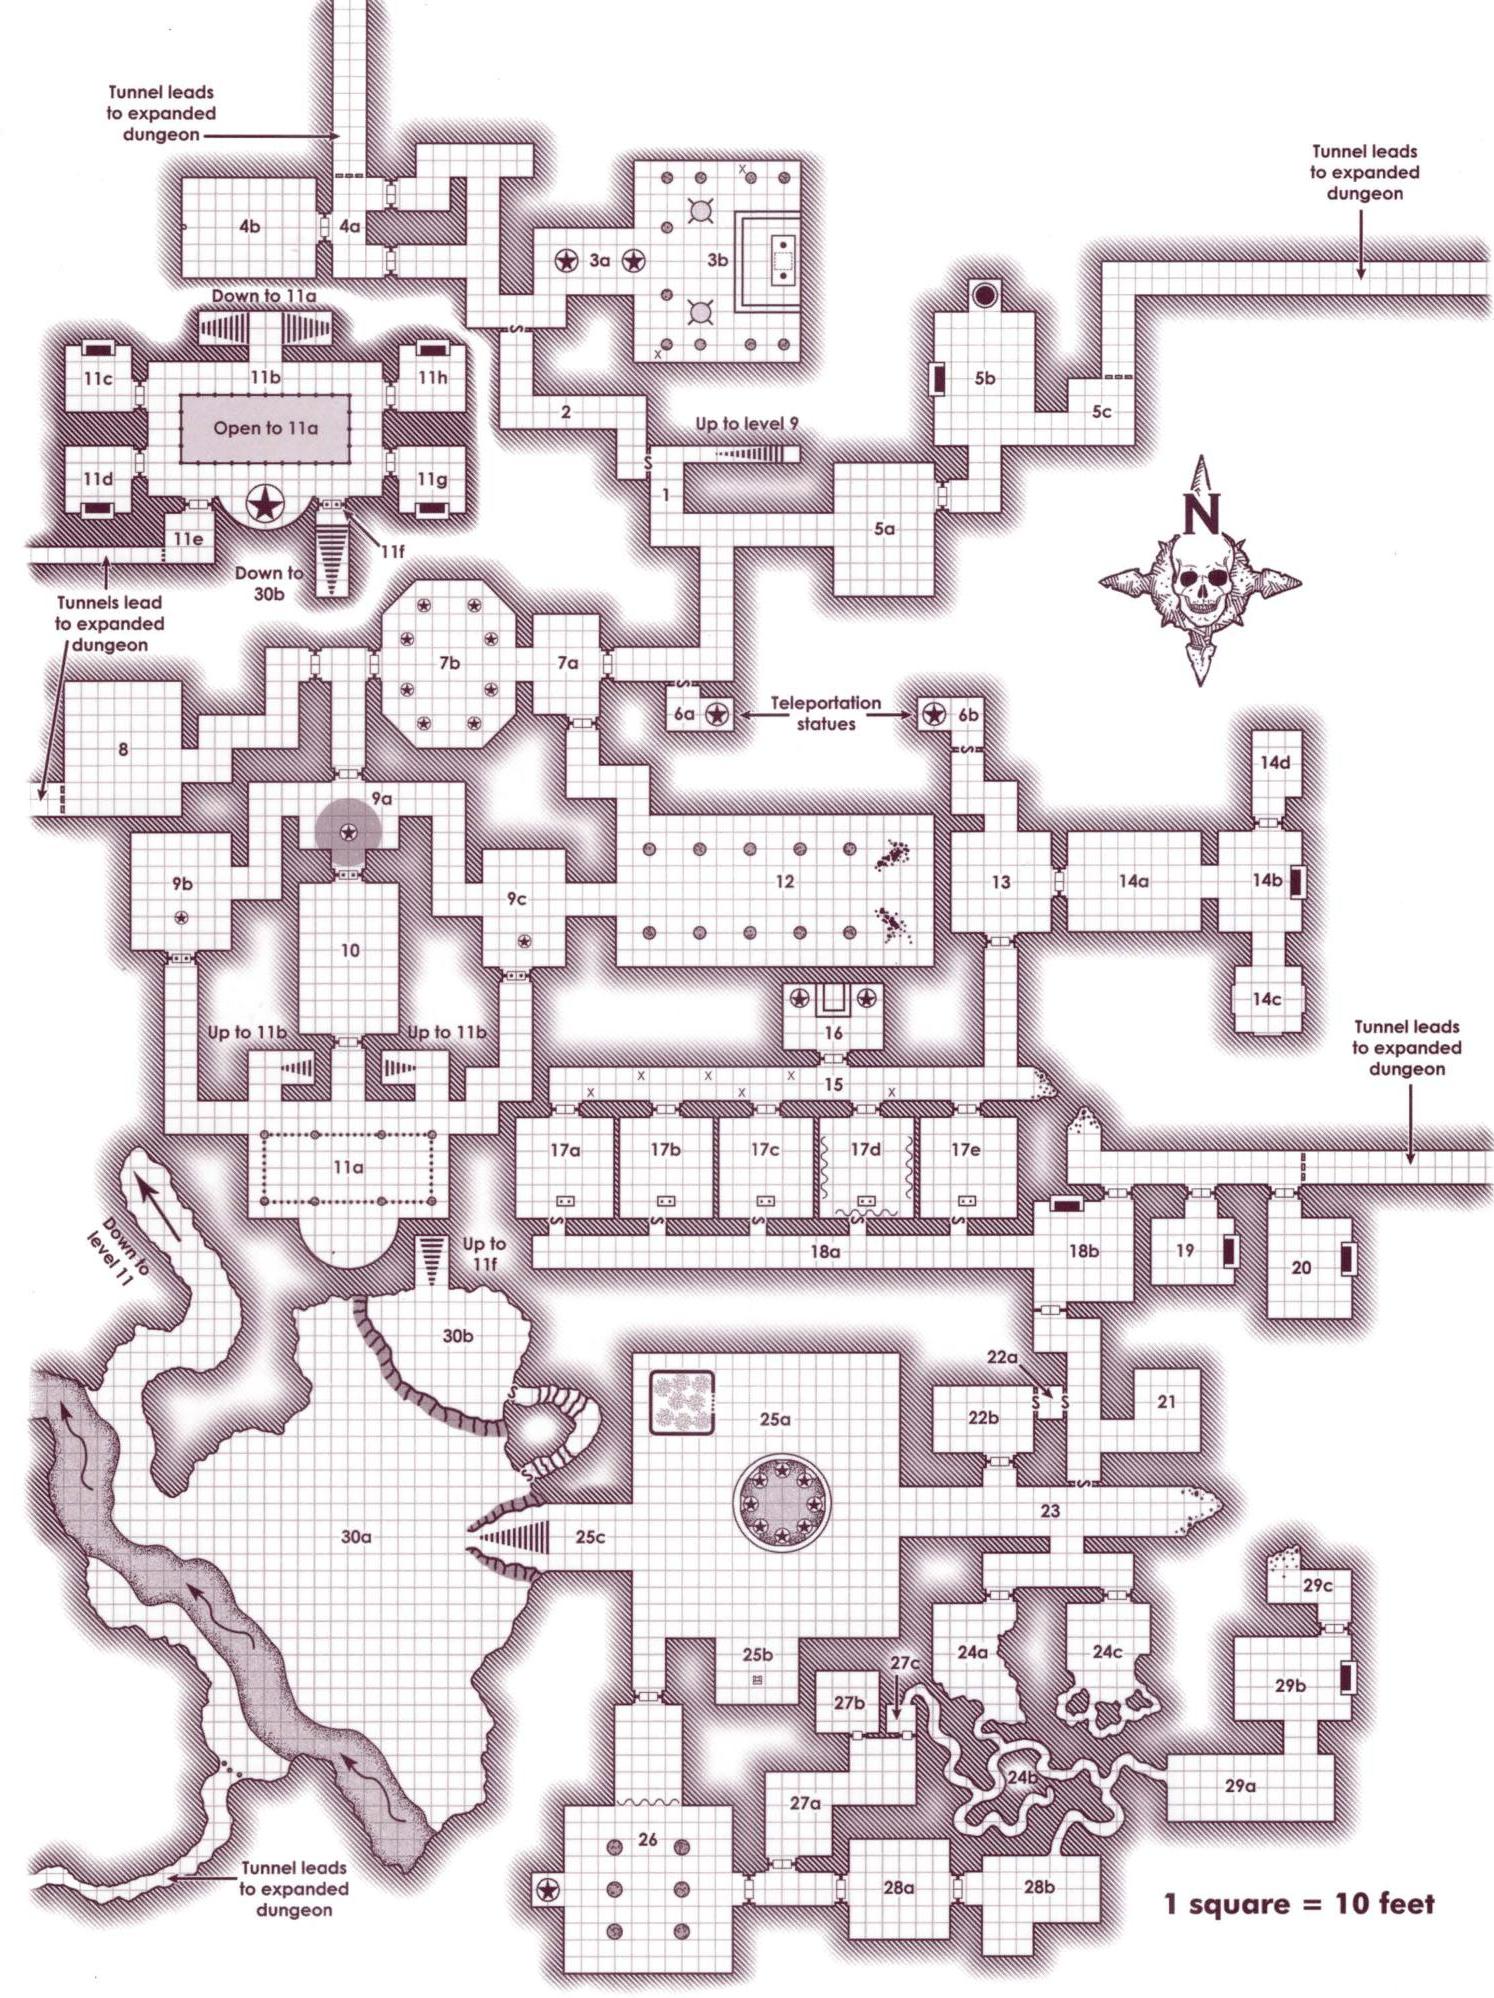 Tunnel leads
to expanded
dungeon
Tunnel leads
to expanded
dungeon
4b
4a
3a
3b
Down to 11a
11c
11b
11h
Open to 11a
11d
11g
11e
11f
Down to
30b
2
Up to level 9
1
5a
5b
5c
N
Tunnels lead
to expanded
dungeon
7b
7a
6a
Teleportation
statues
6b
8
9a
9b
9c
10
12
13
14a
14b
14d
14c
Up to 11b
Up to 11b
16
15
X
X
X
X
X
X
X
X
17a
17b
17c
17d
17e
11a
Tunnel leads
to expanded
dungeon
Down to
level 11
Up to
11f
18a
18b
19
20
30b
22a
22b
21
25a
23
30a
25c
25b
24a
24c
29c
29b
27c
27b
27a
24b
29a
26
28a
28b
Tunnel leads
to expanded
dungeon
1 square = 10 feet
S
S
S
S
S
S
S
S
S
S
S
S
S
S